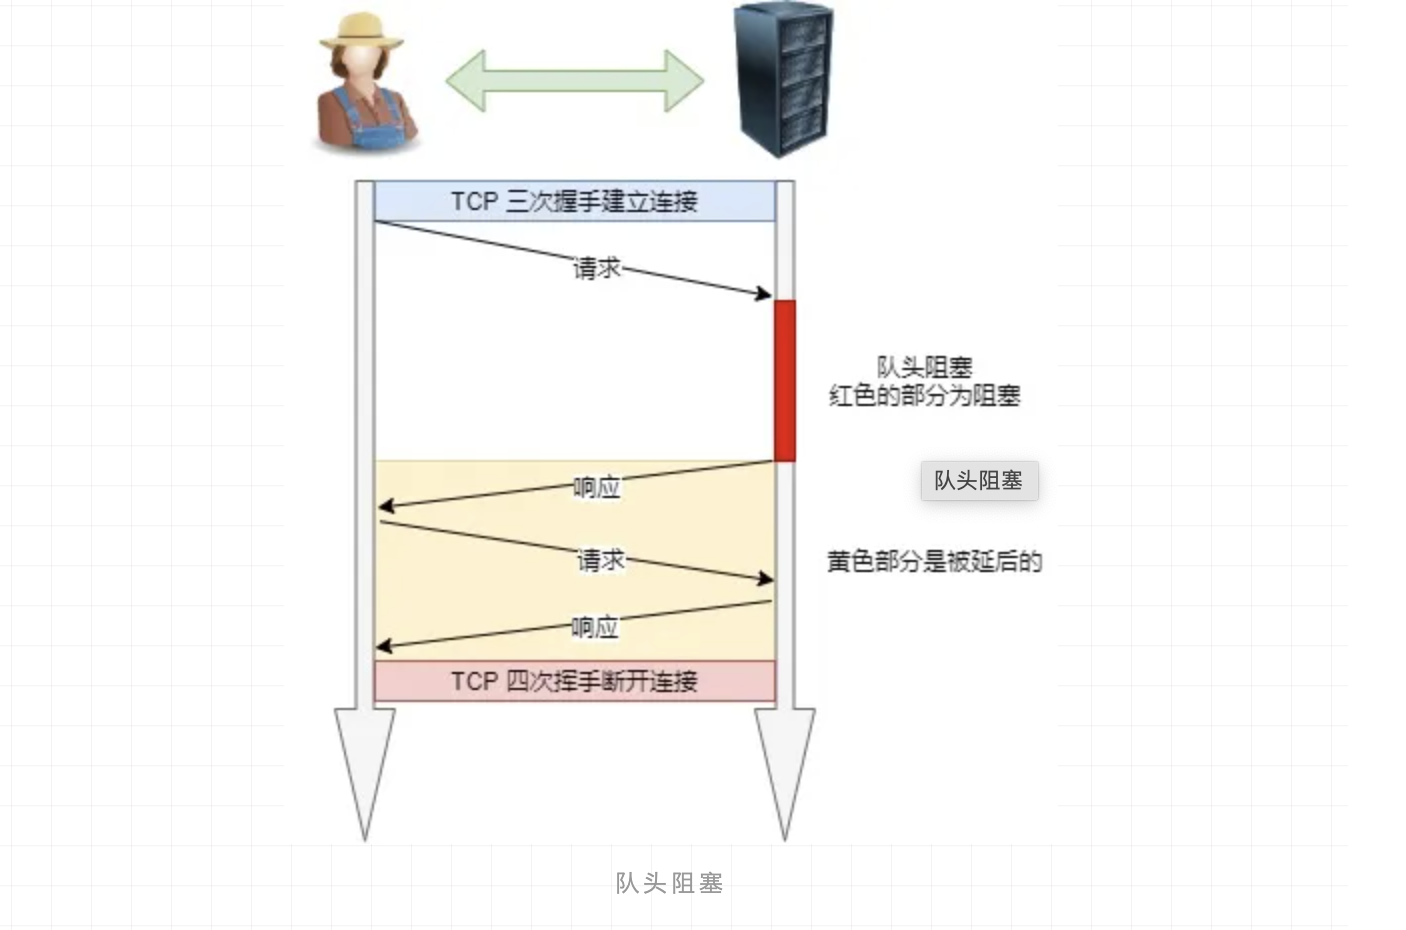 TCP 三次握手建立连接
请求
队头阻塞
红色的部分为阻塞
响应
队头阻塞
请求
黄色部分是被延后的
响应
TCP 四次挥手断开连接
队头阻塞